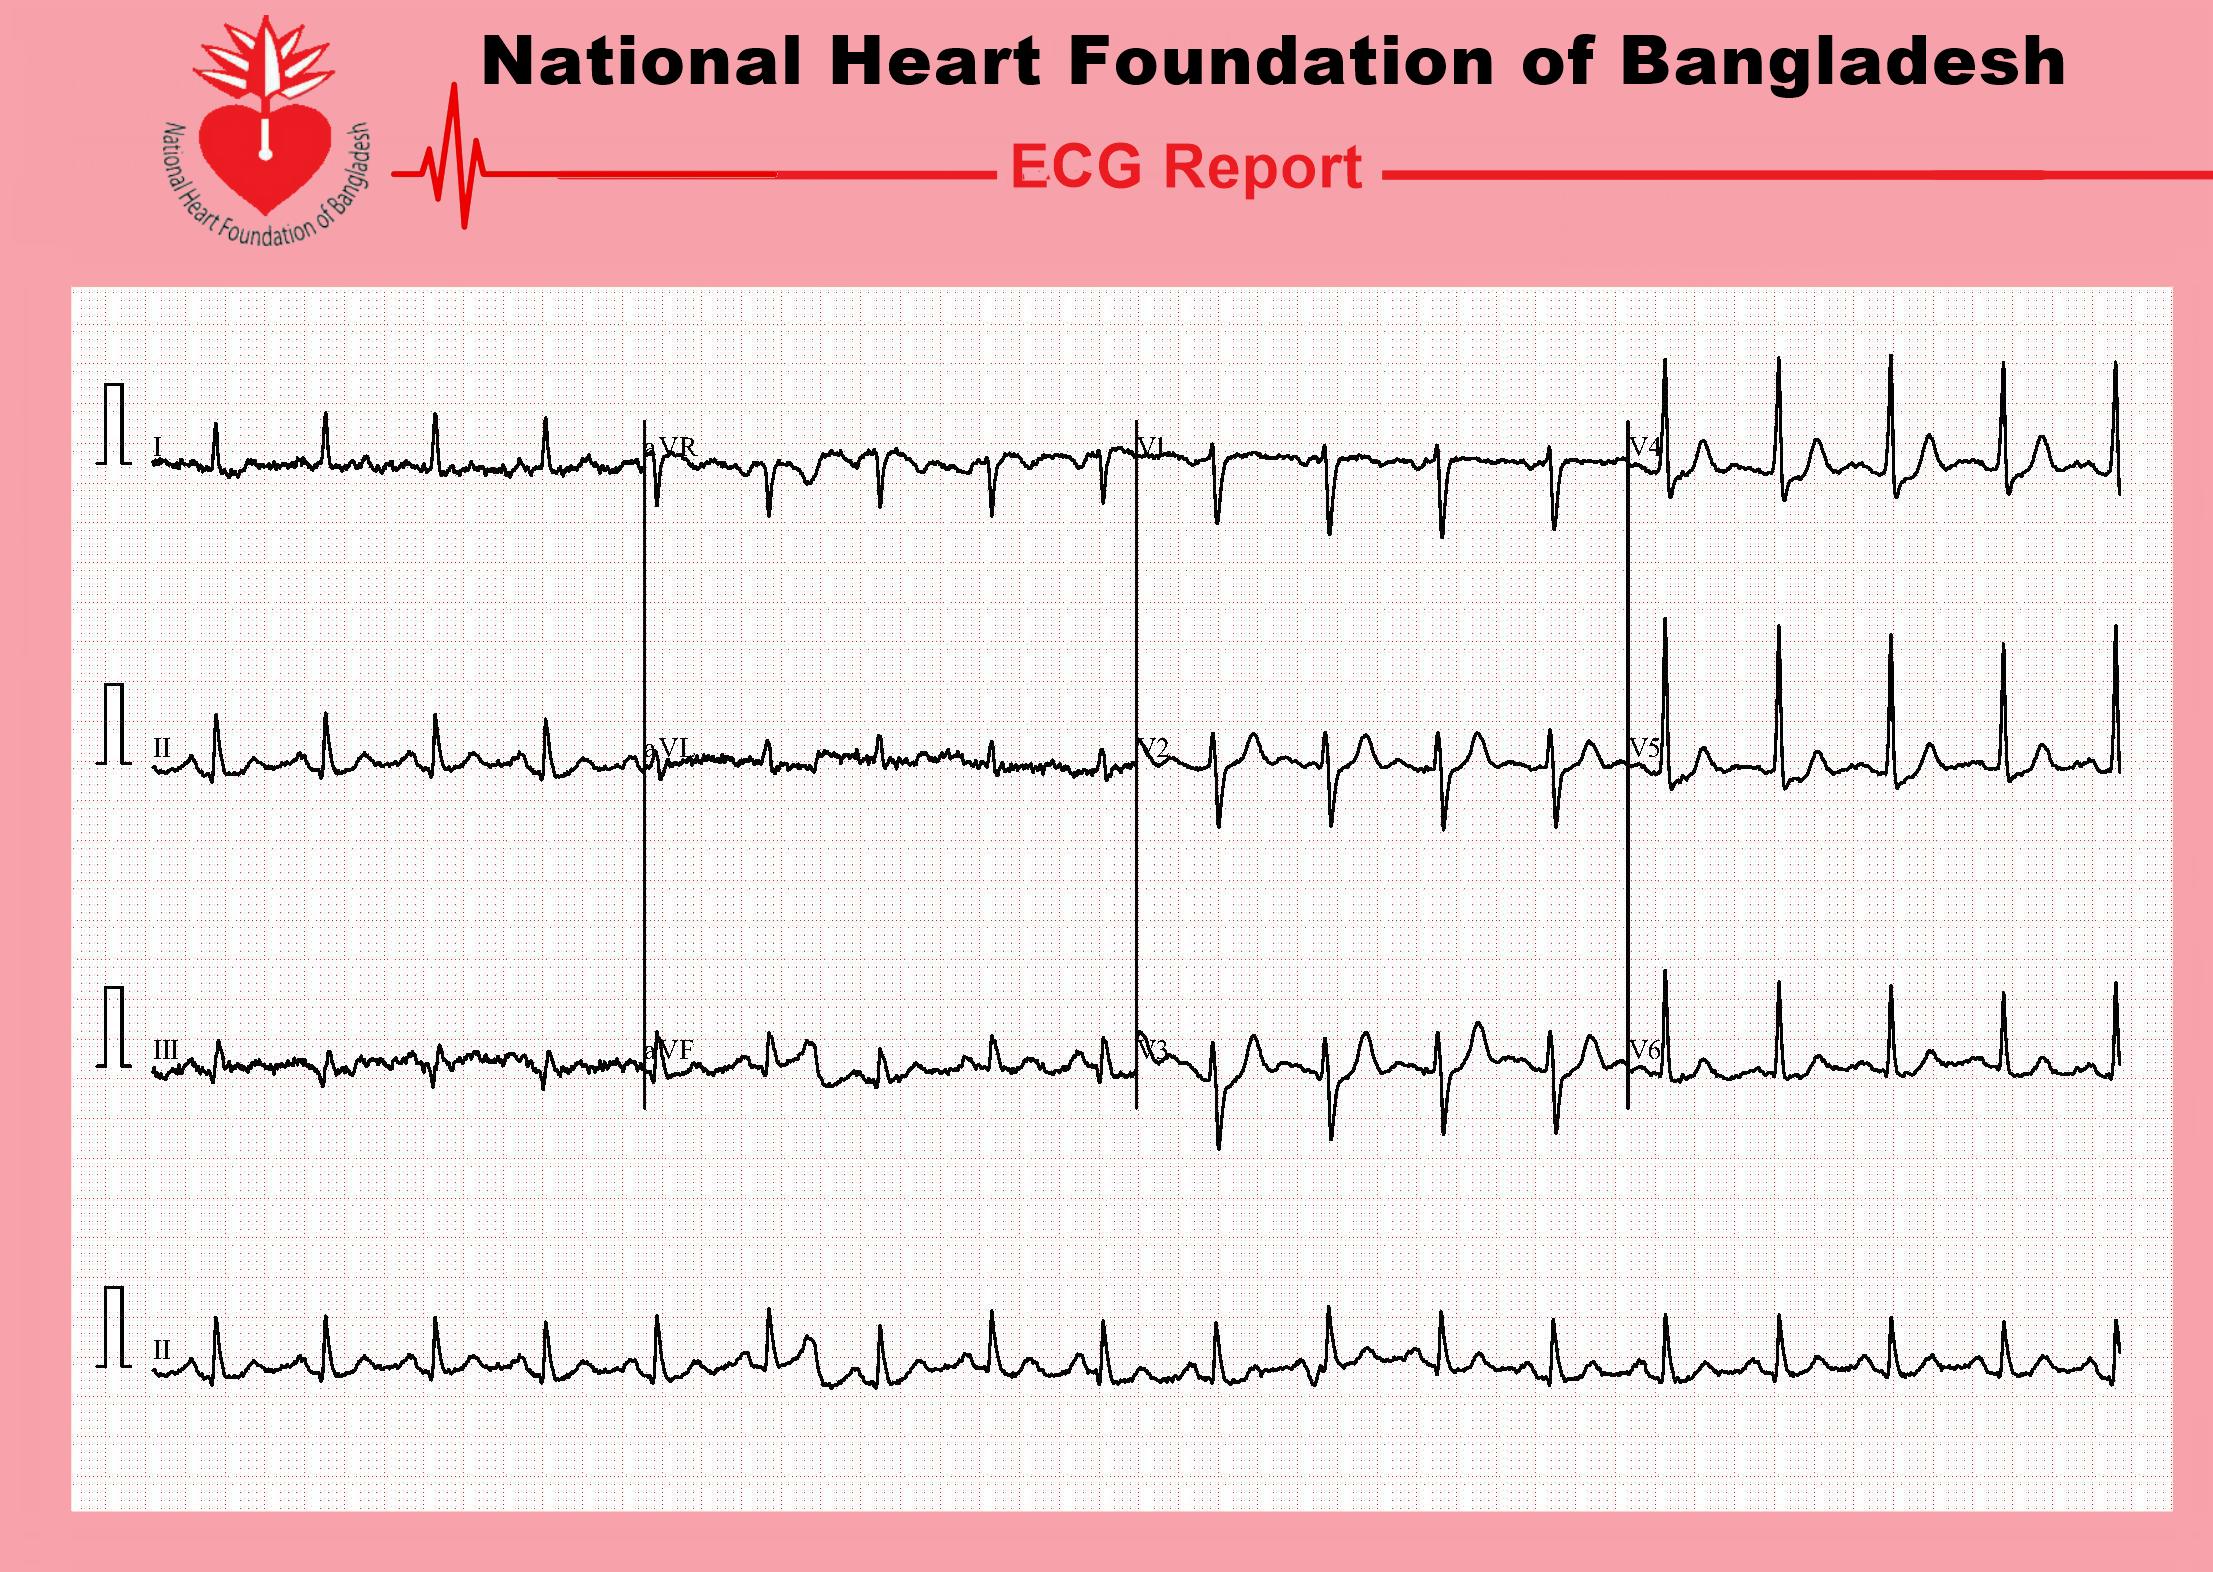 National Heart Foundation of Bangladesh
National Heart Foundation of Bangladesh
ECG Report
I aVR V1 V4
II aVL V2 V5
III aVF V3 V6
II